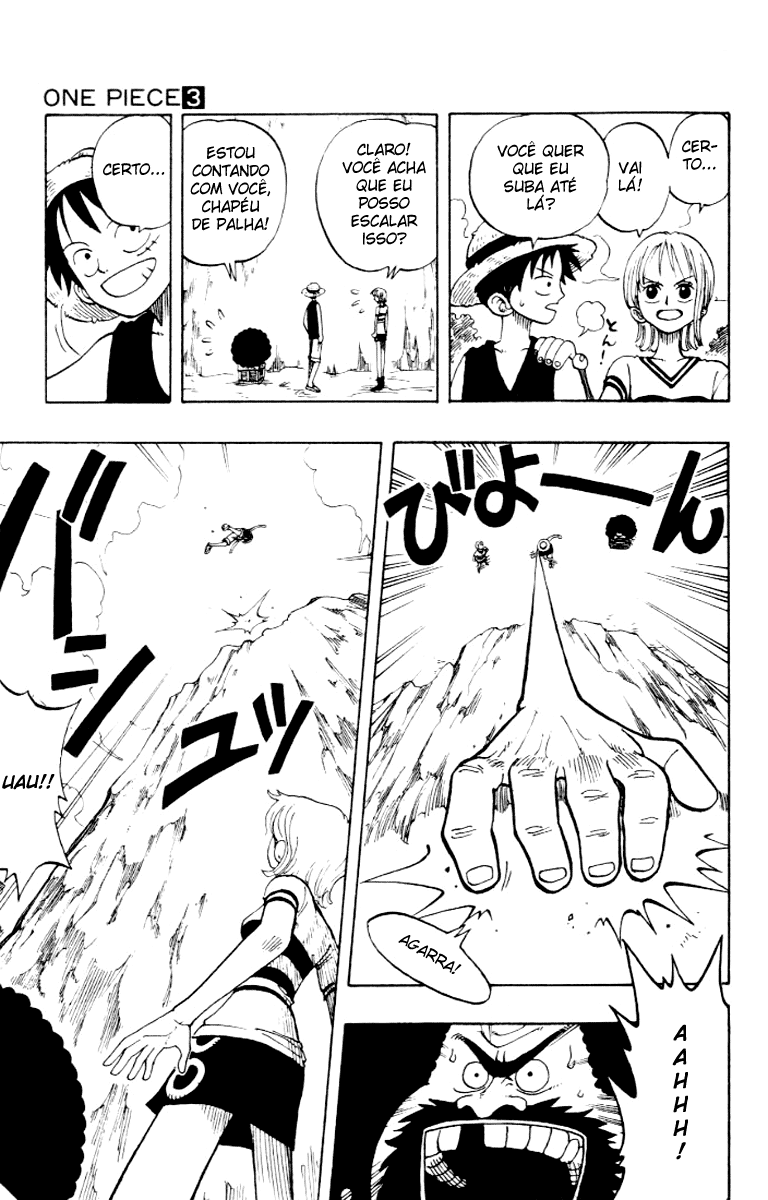 ONE PIECE 3
CER-
TO...
VAI
LÁ!
VOCÊ QUER
QUE EU
SUBA ATÉ
LÁ?
とん!
CLARO!
VOCÊ ACHA
QUE EU
POSSO
ESCALAR
ISSO?
ESTOU
CONTANDO
COM VOCÊ,
CHAPÉU
DE PALHA!
CERTO...
びよーーん
AGARRA!
AAHHH!
バシュッ
UAU!!